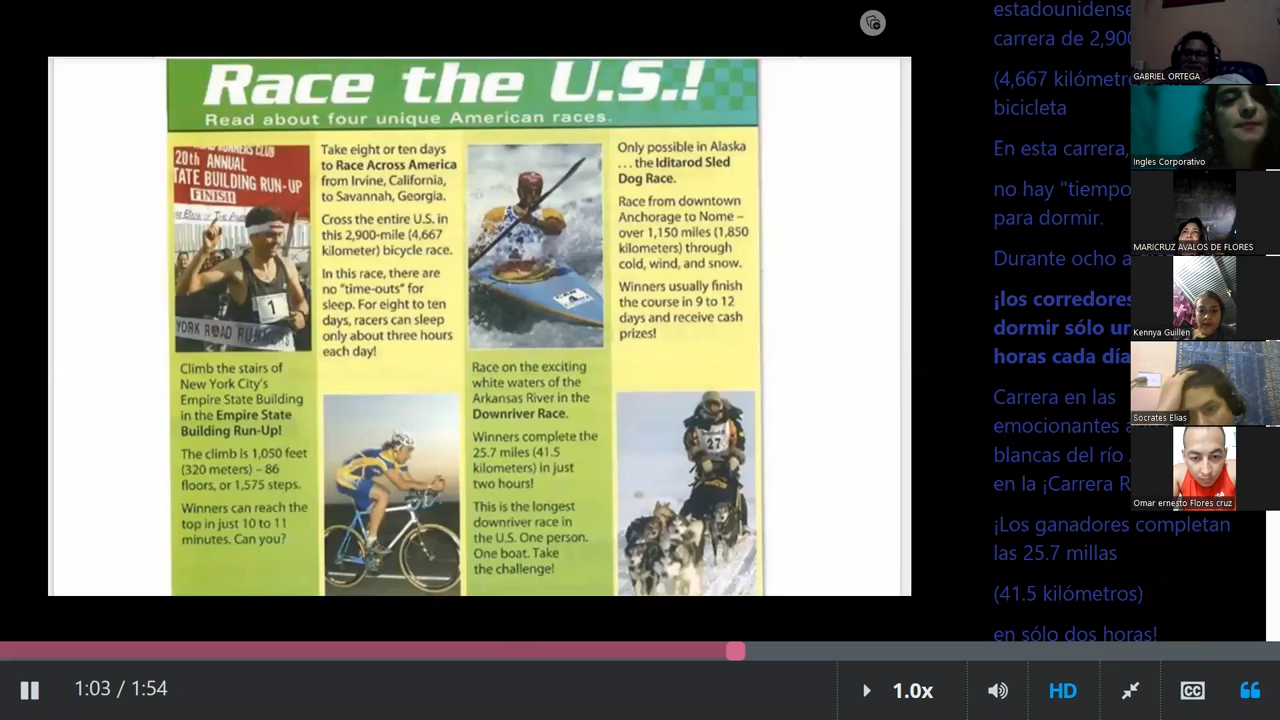 Race the U.S.!
Read about four unique American races.
20th ANNUAL
TATE BUILDING RUN-UP
FINISH
1
YORK ROAD RUNNERS
Climb the stairs of
New York City's
Empire State Building
in the Empire State
Building Run-Up!
The climb is 1,050 feet
(320 meters) – 86
floors, or 1,575 steps.
Winners can reach the
top in just 10 to 11
minutes. Can you?
Take eight or ten days
to Race Across America
from Irvine, California,
to Savannah, Georgia.
Cross the entire U.S. in
this 2,900-mile (4,667
kilometer) bicycle race.
In this race, there are
no "time-outs" for
sleep. For eight to ten
days, racers can sleep
only about three hours
each day!
Race on the exciting
white waters of the
Arkansas River in the
Downriver Race.
Winners complete the
25.7 miles (41.5
kilometers) in just
two hours!
This is the longest
downriver race in
the U.S. One person.
One boat. Take
the challenge!
Only possible in Alaska
. . . the Iditarod Sled
Dog Race.
Race from downtown
Anchorage to Nome –
over 1,150 miles (1,850
kilometers) through
cold, wind, and snow.
Winners usually finish
the course in 9 to 12
days and receive cash
prizes!
27
estadounidense
carrera de 2,900
(4,667 kilómetro
bicicleta
En esta carrera,
no hay "tiempo
para dormir.
Durante ocho a
¡los corredores
dormir sólo un
horas cada día
Carrera en las
emocionantes a
blancas del río
en la ¡Carrera R
¡Los ganadores completan
las 25.7 millas
(41.5 kilómetros)
en sólo dos horas!
GABRIEL ORTEGA
Ingles Corporativo
MARICRUZ AVALOS DE FLORES
Kennya Guillen
Socrates Elias
Omar ernesto Flores cruz
1:03 / 1:54
1.0x
HD
CC